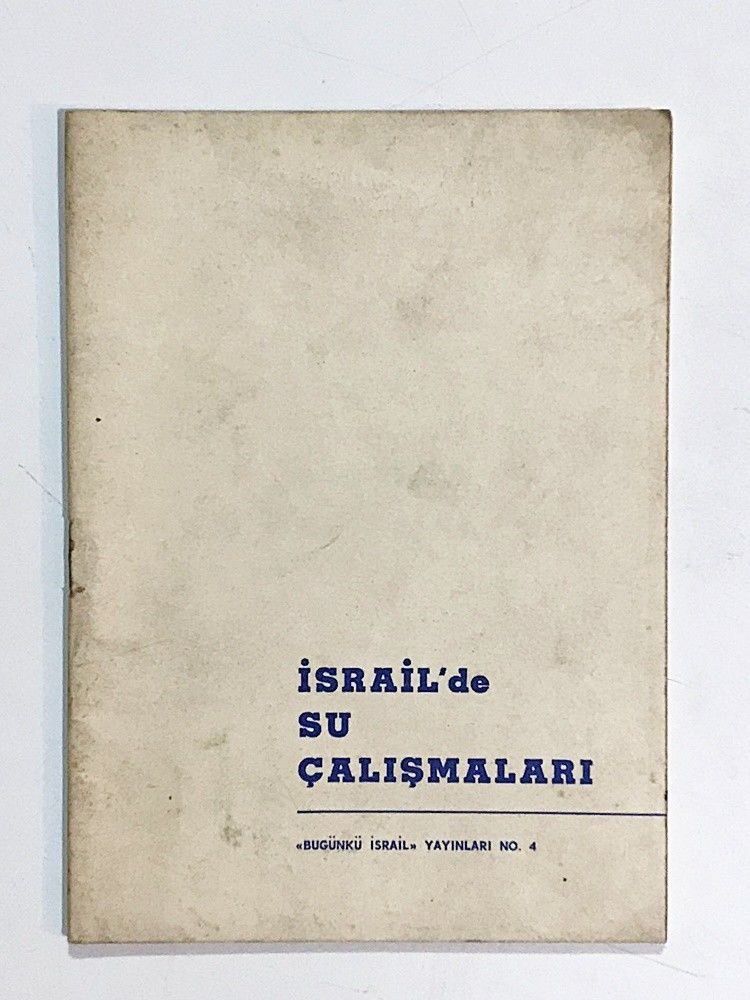 İSRAİL'de
SU
ÇALIŞMALARI
«BUGÜNKÜ İSRAİL» YAYINLARI NO. 4